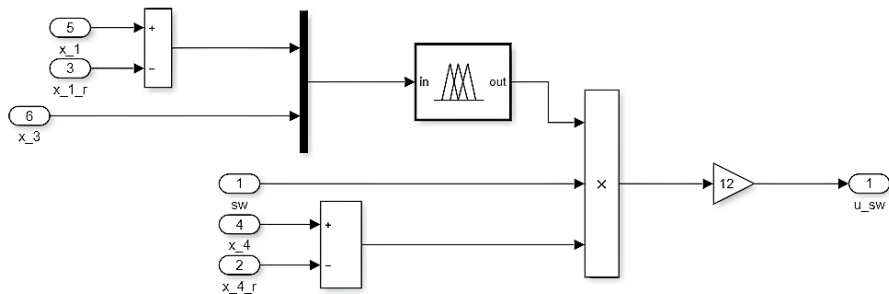 5
+
x_1
3
−
x_1_r
in
out
6
x_3
1
×
12
1
sw
u_sw
4
+
x_4
2
−
x_4_r